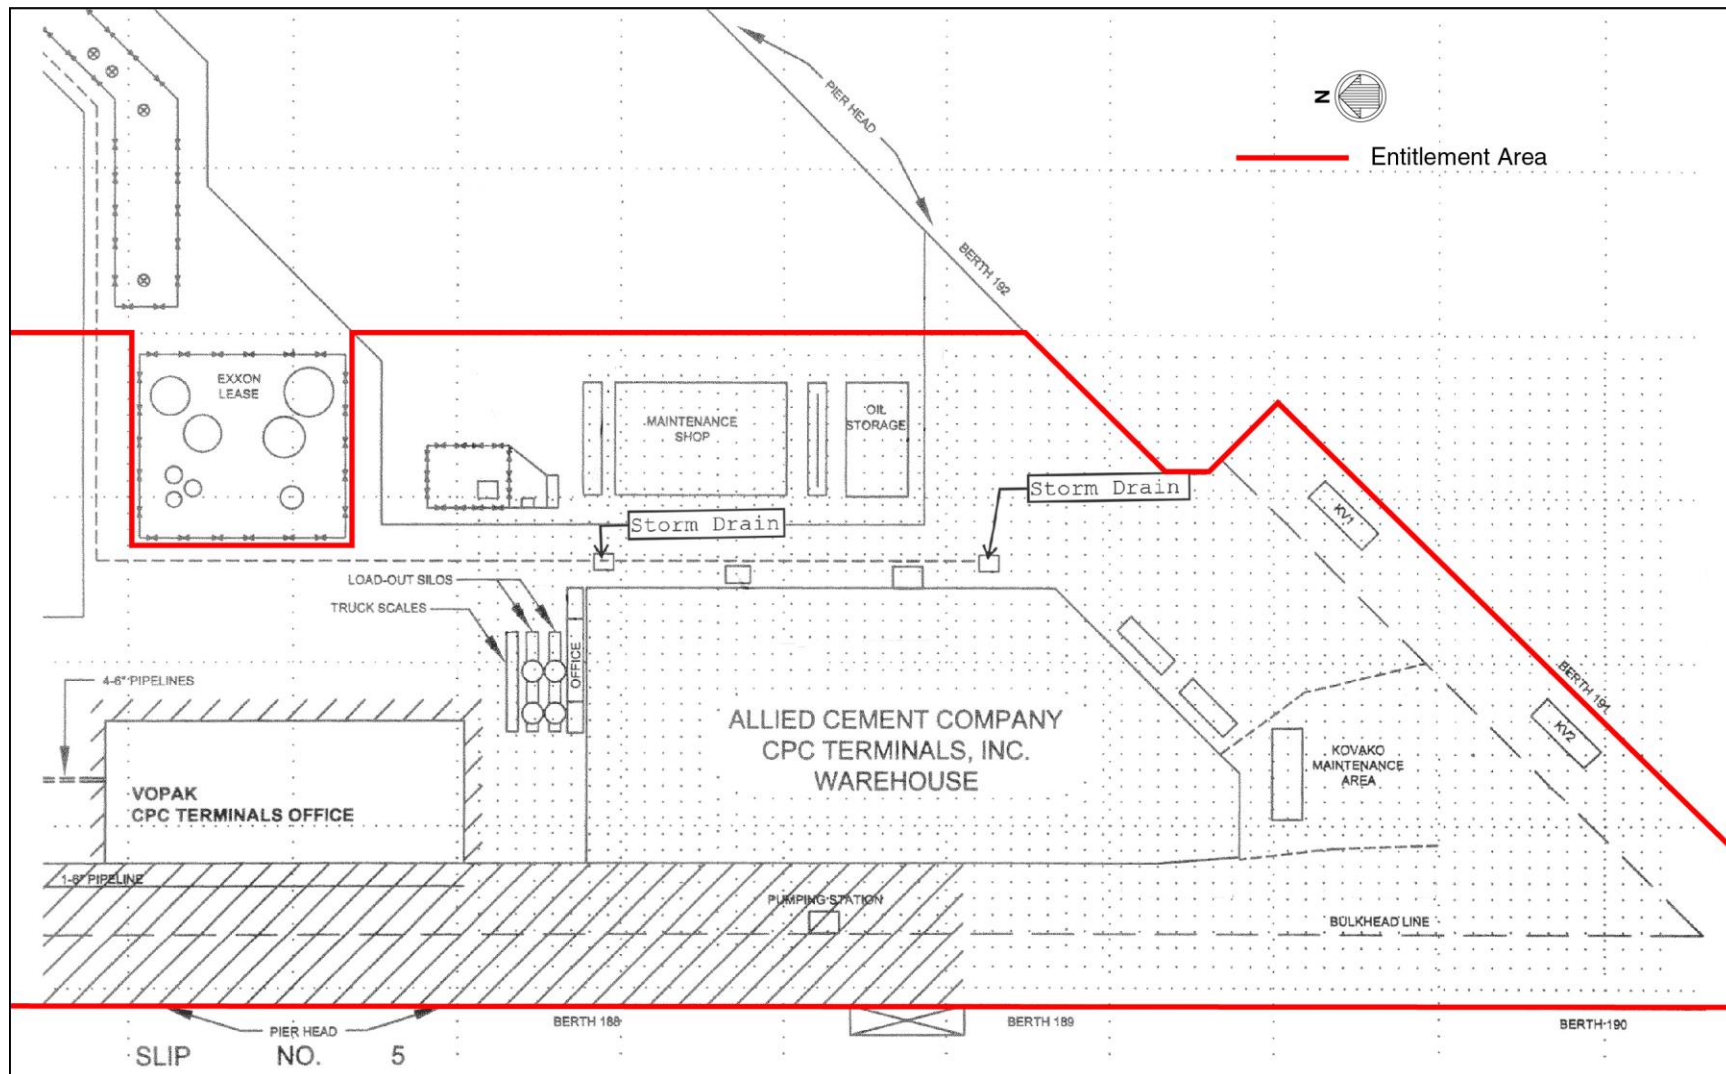 PIER HEAD
N
Entitlement Area
BERTH 192
EXXON
LEASE
MAINTENANCE
SHOP
OIL
STORAGE
Storm Drain
Storm Drain
KV1
LOAD-OUT SILOS
TRUCK SCALES
OFFICE
4-6" PIPELINES
BERTH 191
KV2
ALLIED CEMENT COMPANY
CPC TERMINALS, INC.
WAREHOUSE
KOVAKO
MAINTENANCE
AREA
VOPAK
CPC TERMINALS OFFICE
1-6" PIPELINE
PUMPING STATION
BULKHEAD LINE
PIER HEAD
BERTH 188
BERTH 189
BERTH 190
SLIP NO. 5